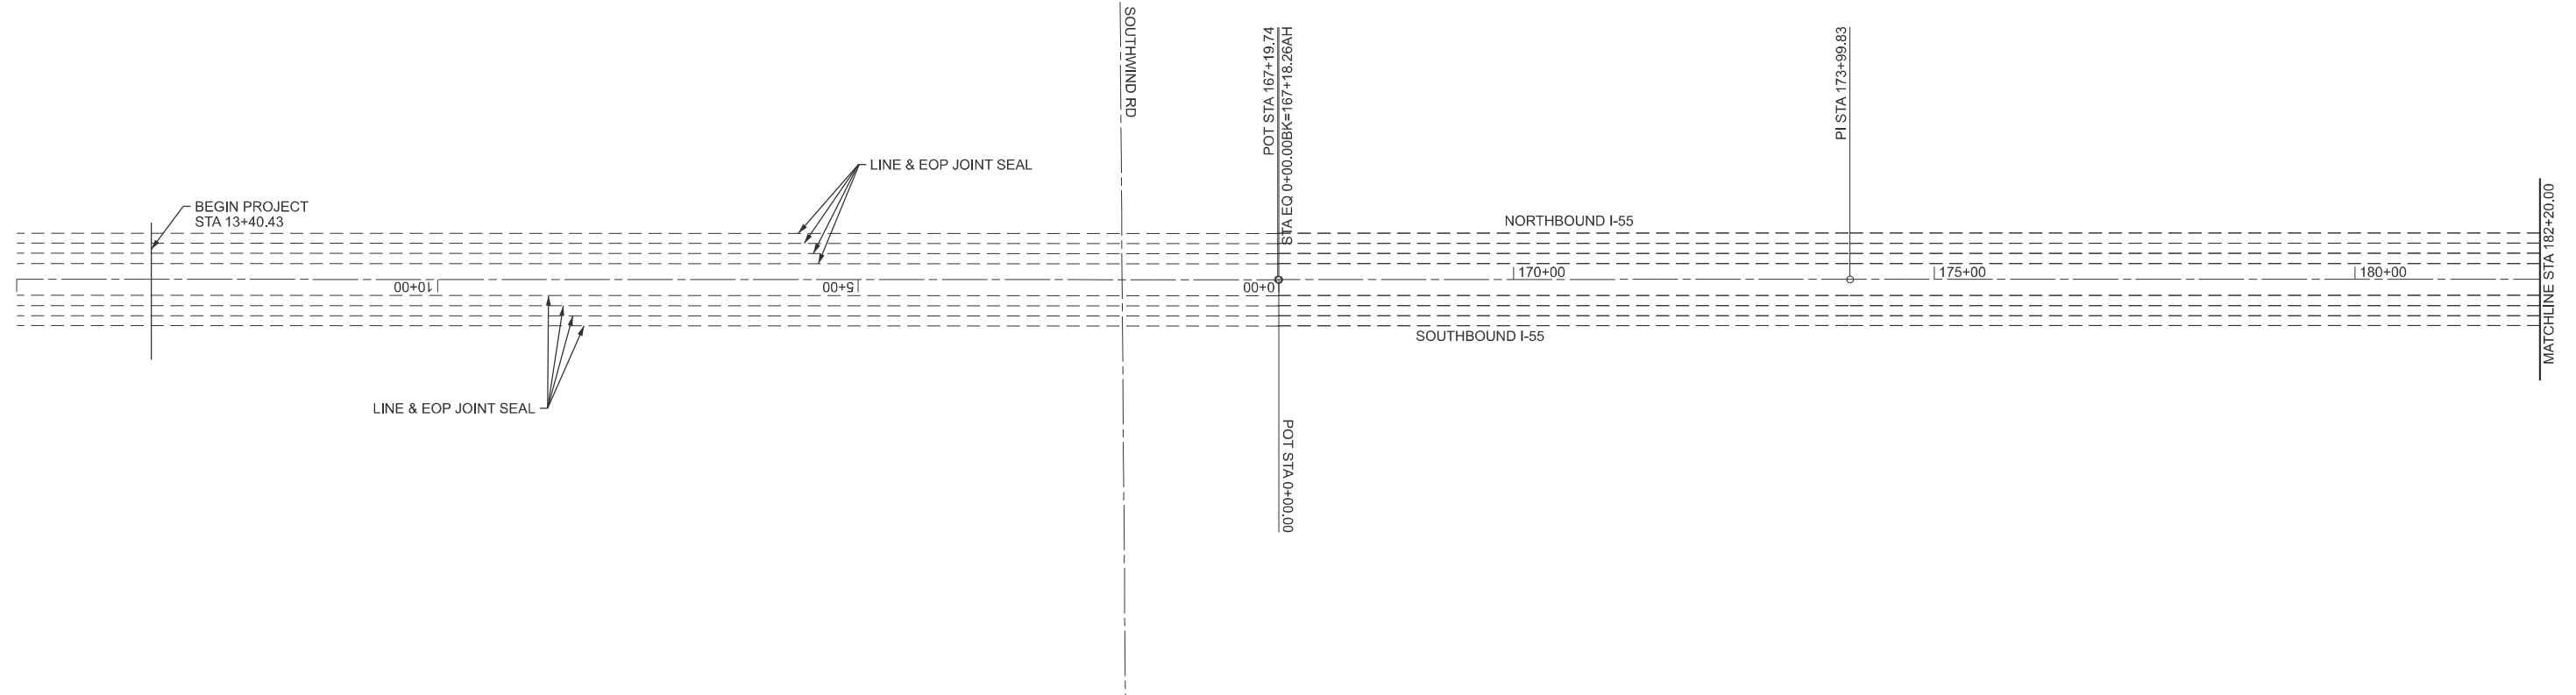 SOUTHWIND RD
POT STA 167+19.74
STA EQ 0+00.00BK=167+18.26AH
PI STA 173+99.83
LINE & EOP JOINT SEAL
BEGIN PROJECT
STA 13+40.43
NORTHBOUND I-55
MATCHLINE STA 182+20.00
10+00
5+00
0+00
170+00
175+00
180+00
SOUTHBOUND I-55
LINE & EOP JOINT SEAL
POT STA 0+00.00